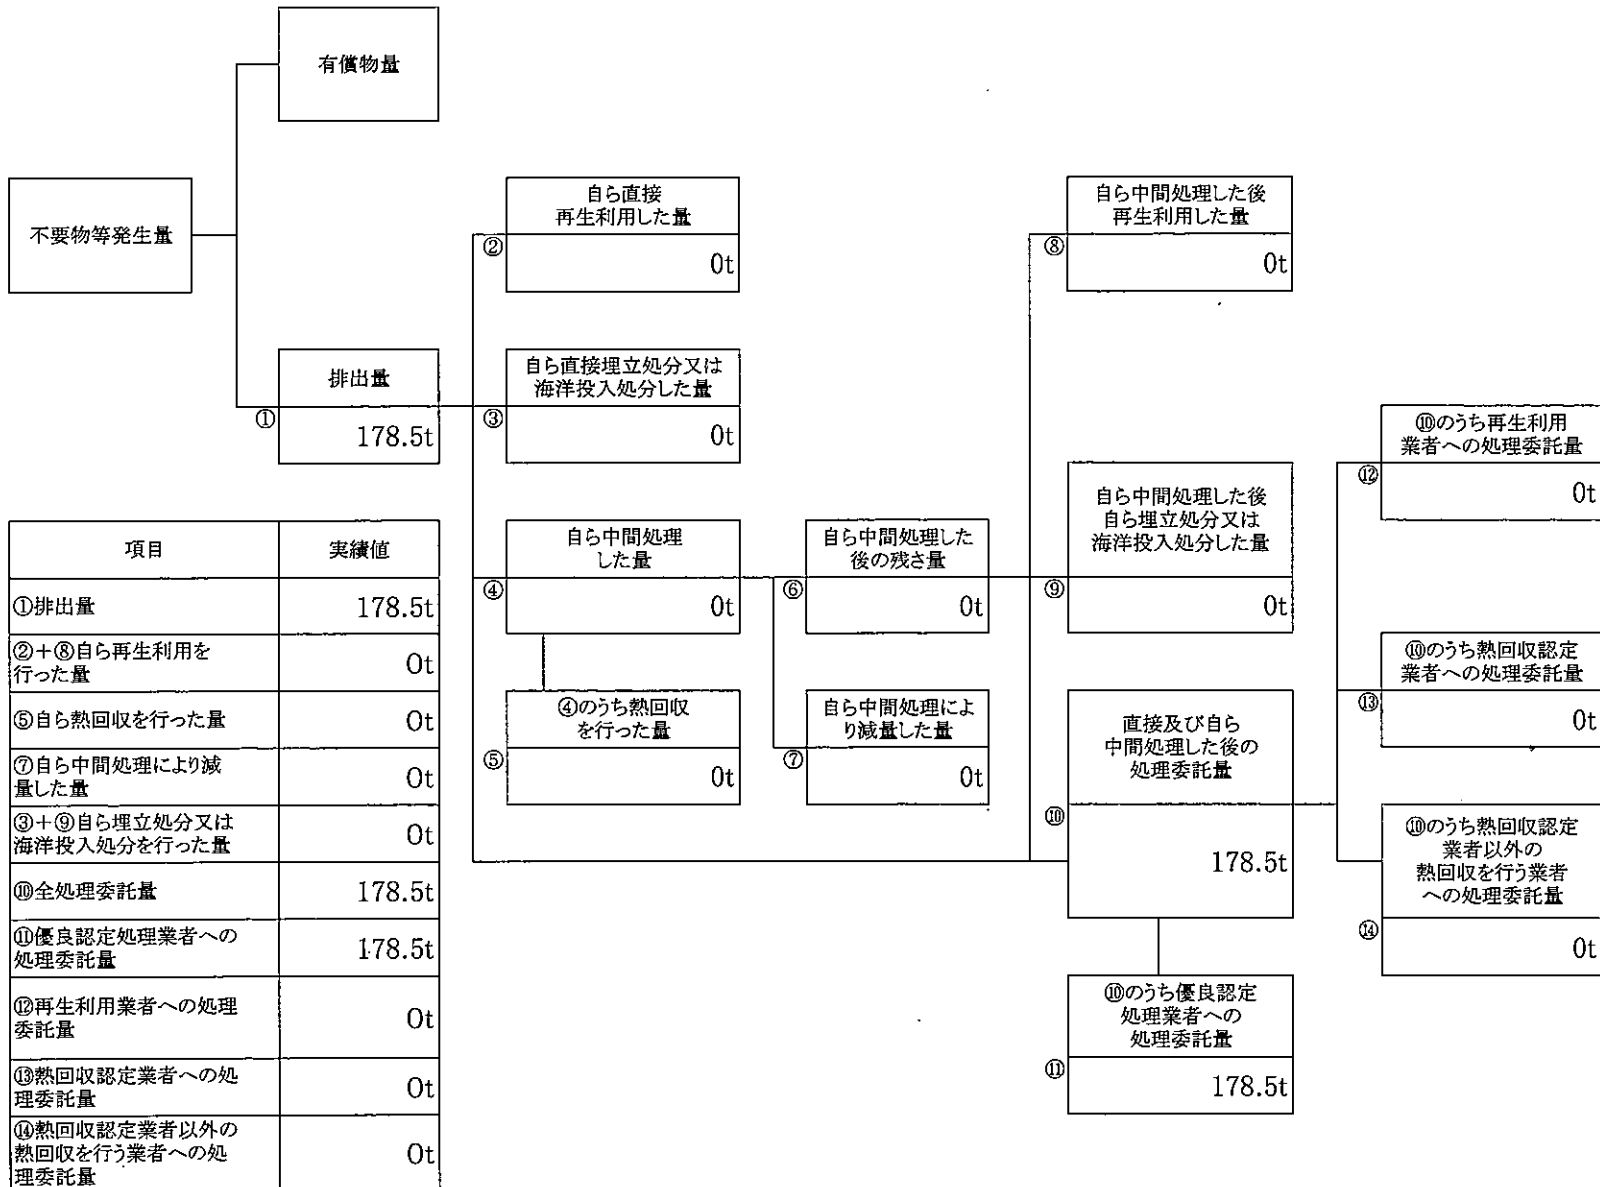 有償物量
不要物等発生量
排出量
①
178.5t
自ら直接
再生利用した量
②
0t
自ら直接埋立処分又は
海洋投入処分した量
③
0t
自ら中間処理
した量
④
0t
④のうち熱回収
を行った量
⑤
0t
自ら中間処理した
後の残さ量
⑥
0t
自ら中間処理によ
り減量した量
⑦
0t
自ら中間処理した後
再生利用した量
⑧
0t
自ら中間処理した後
自ら埋立処分又は
海洋投入処分した量
⑨
0t
直接及び自ら
中間処理した後の
処理委託量
⑩
178.5t
⑩のうち優良認定
処理業者への
処理委託量
⑪
178.5t
⑩のうち再生利用
業者への処理委託量
⑫
0t
⑩のうち熱回収認定
業者への処理委託量
⑬
0t
⑩のうち熱回収認定
業者以外の
熱回収を行う業者
への処理委託量
⑭
0t
項目 実績値
①排出量 178.5t
②+⑧自ら再生利用を
行った量 0t
⑤自ら熱回収を行った量 0t
⑦自ら中間処理により減
量した量 0t
③+⑨自ら埋立処分又は
海洋投入処分を行った量 0t
⑩全処理委託量 178.5t
⑪優良認定処理業者への
処理委託量 178.5t
⑫再生利用業者への処理
委託量 0t
⑬熱回収認定業者への処
理委託量 0t
⑭熱回収認定業者以外の
熱回収を行う業者への処
理委託量 0t